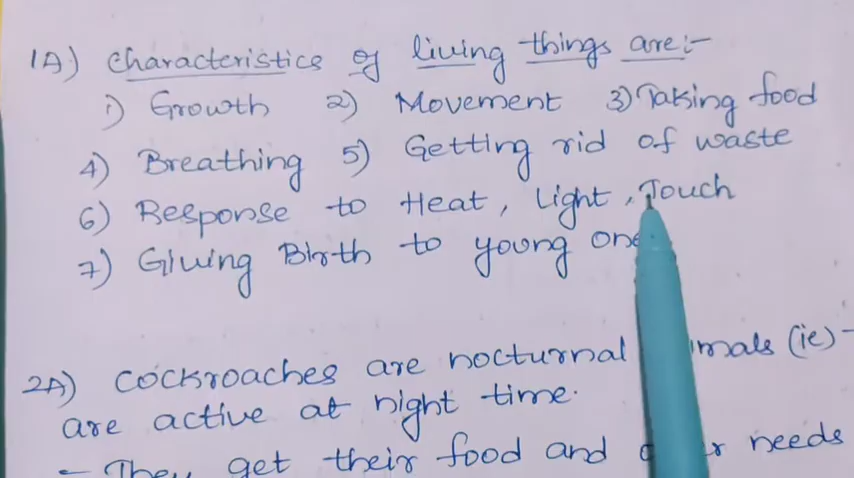 1A) characteristics of living things are:-
1) Growth 2) Movement 3) Taking food
4) Breathing 5) Getting rid of waste
6) Response to Heat, Light, Touch
7) Giving Birth to young
2A) Cockroaches are nocturnal (ie) -
are active at night time.
- They get their food and needs